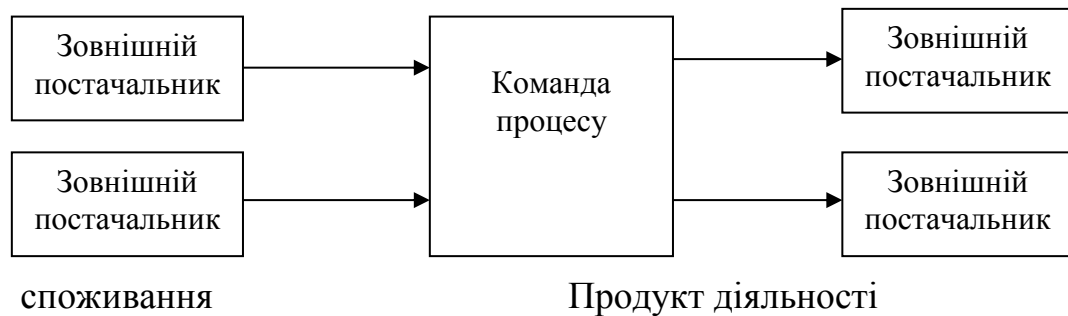 Зовнішній
постачальник
Зовнішній
постачальник
Команда
процесу
Зовнішній
постачальник
Зовнішній
постачальник
споживання
Продукт діяльності